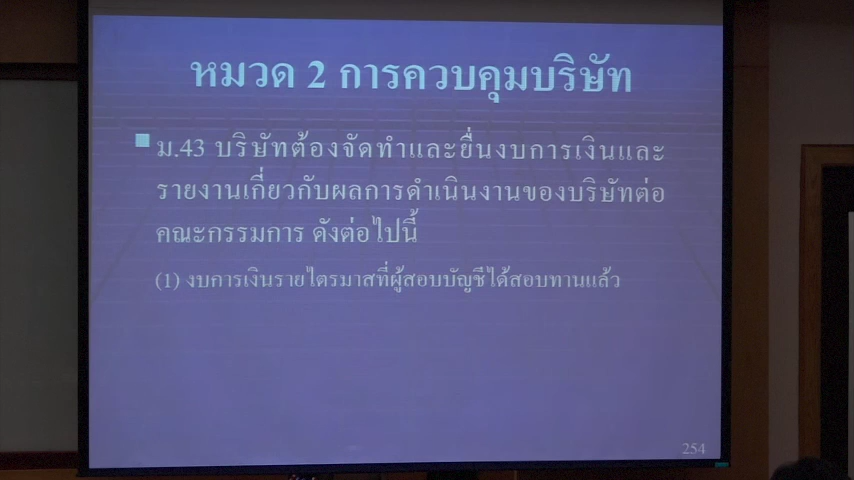 หมวด 2 การควบคุมบริษัท
ม.43 บริษัทต้องจัดทำและยื่นงบการเงินและ
รายงานเกี่ยวกับผลการดำเนินงานของบริษัทต่อ
คณะกรรมการ ดังต่อไปนี้
(1) งบการเงินรายไตรมาสที่ผู้สอบบัญชีได้สอบทานแล้ว
254